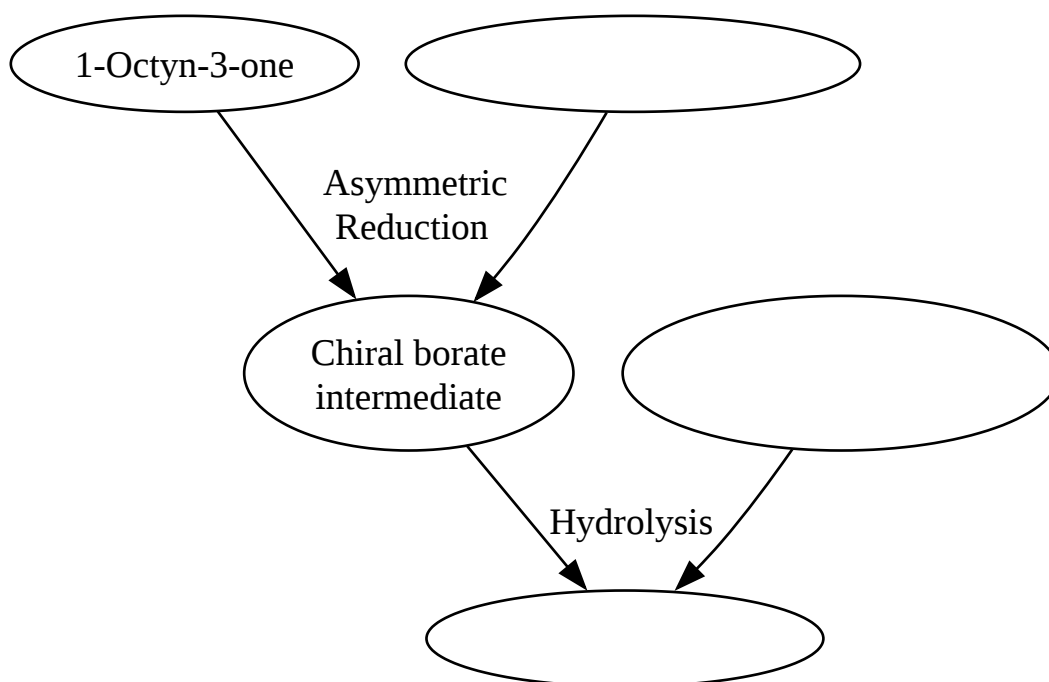 1-Octyn-3-one
Asymmetric
Reduction
Chiral borate
intermediate
Hydrolysis